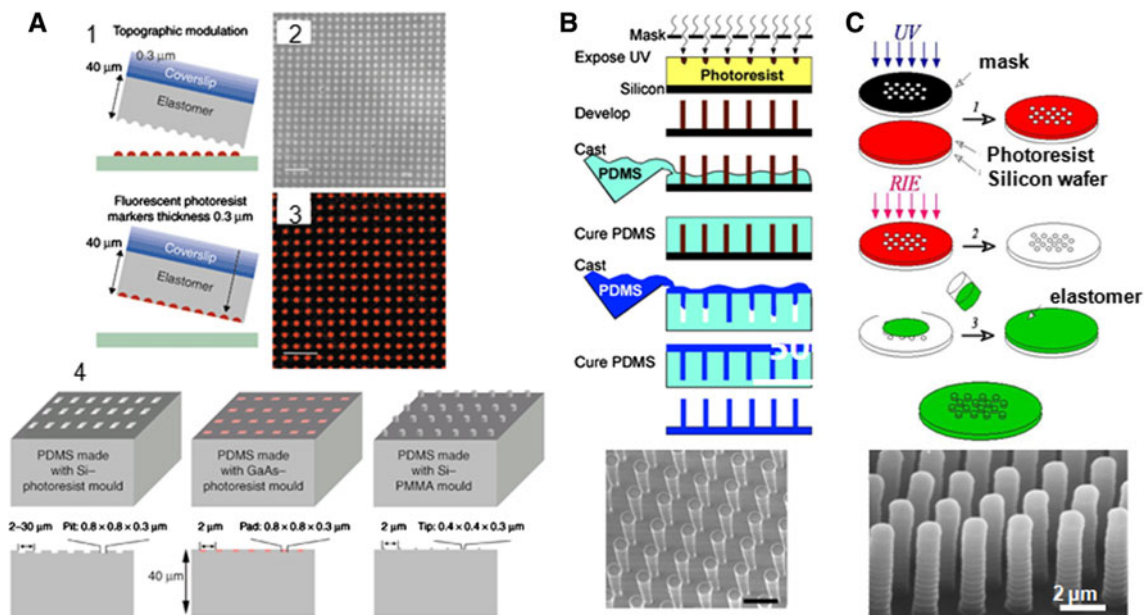 A
1
Topographic modulation
0.3 μm
40 μm
Coverslip
Elastomer
Fluorescent photoresist
markers thickness 0.3 μm
40 μm
Coverslip
Elastomer
2
3
4
PDMS made
with Si–
photoresist mould
PDMS made
with GaAs–
photoresist mould
PDMS made
with Si–
PMMA mould
2–30 μm Pit: 0.8 × 0.8 × 0.3 μm
2 μm Pad: 0.8 × 0.8 × 0.3 μm
2 μm Tip: 0.4 × 0.4 × 0.3 μm
40 μm
B
Mask
Expose UV
Photoresist
Silicon
Develop
Cast
PDMS
Cure PDMS
Cast
PDMS
Cure PDMS
50
C
UV
mask
1
Photoresist
Silicon wafer
RIE
2
elastomer
3
2 μm